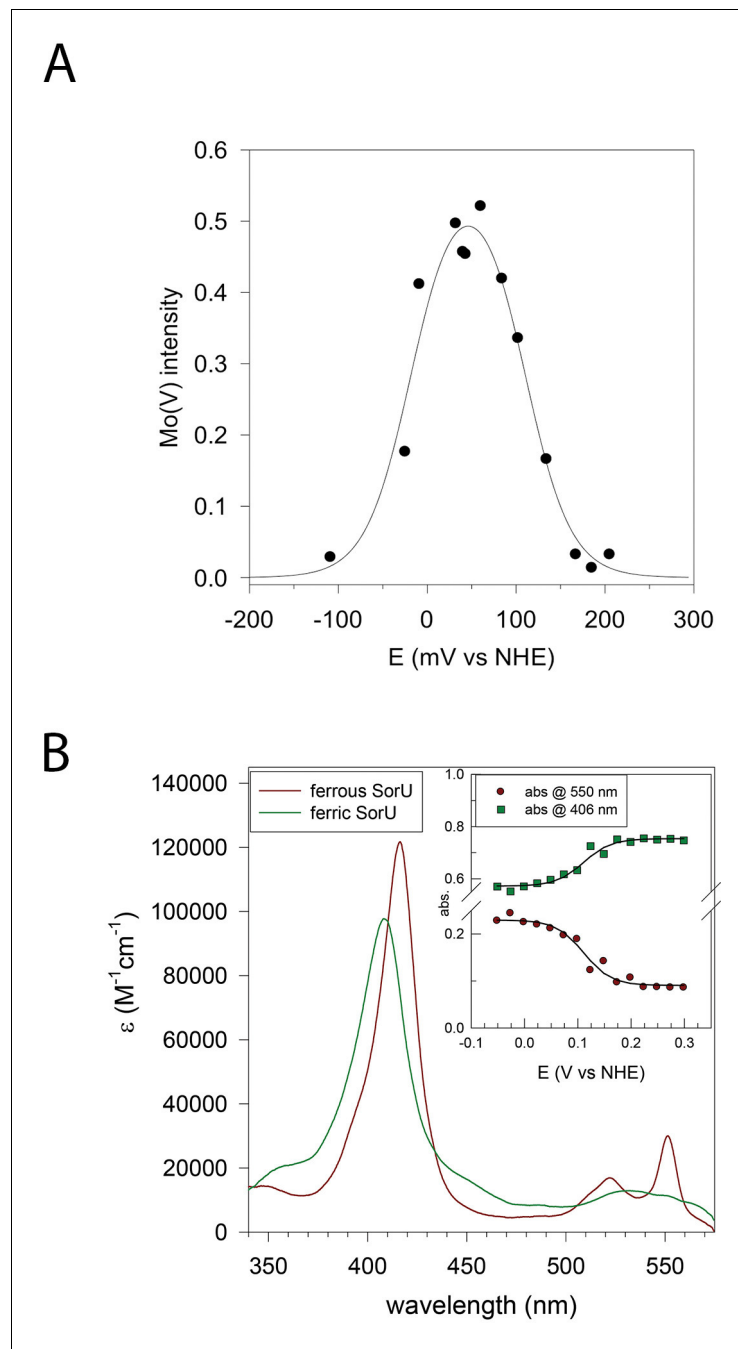 A
0.6
0.5
0.4
0.3
0.2
0.1
0.0
Mo(V) intensity
-200 -100 0 100 200 300
E (mV vs NHE)
B
140000
120000
100000
80000
60000
40000
20000
0
ε (M⁻¹cm⁻¹)
ferrous SorU
ferric SorU
1.0
abs @ 550 nm
abs @ 406 nm
0.8
0.6
abs.
0.2
0.0
-0.1 0.0 0.1 0.2 0.3
E (V vs NHE)
350 400 450 500 550
wavelength (nm)